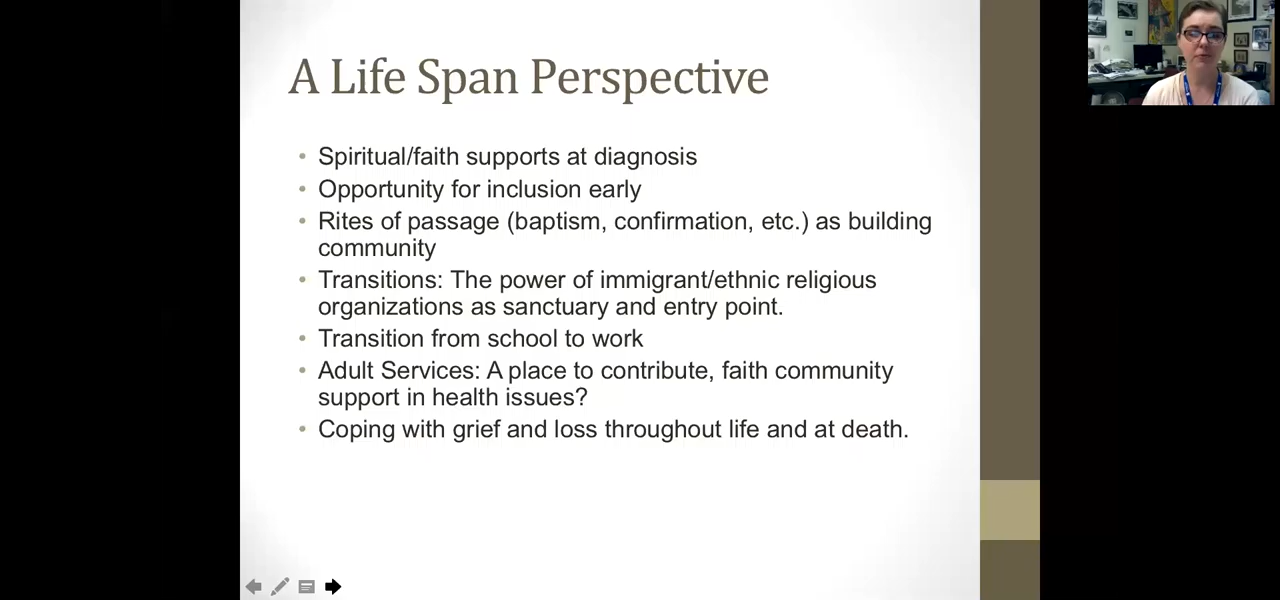 A Life Span Perspective
• Spiritual/faith supports at diagnosis
• Opportunity for inclusion early
• Rites of passage (baptism, confirmation, etc.) as building
community
• Transitions: The power of immigrant/ethnic religious
organizations as sanctuary and entry point.
• Transition from school to work
• Adult Services: A place to contribute, faith community
support in health issues?
• Coping with grief and loss throughout life and at death.